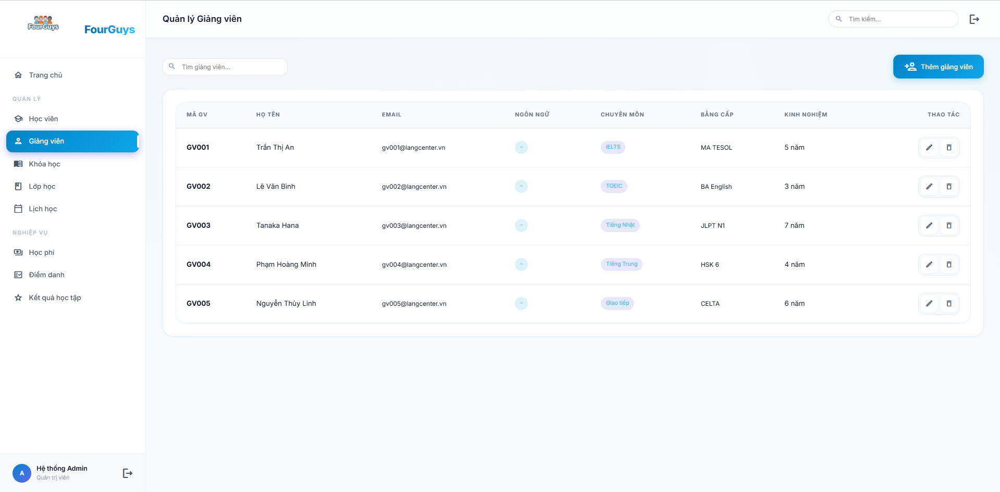 FourGuys
FourGuys
Quản lý Giảng viên
Tìm kiếm...
Trang chủ
QUẢN LÝ
Học viên
Giảng viên
Khóa học
Lớp học
Lịch học
NGHIỆP VỤ
Học phí
Điểm danh
Kết quả học tập
Hệ thống Admin
A
Quản trị viên
Tìm giảng viên...
Thêm giảng viên
MÃ GV HỌ TÊN EMAIL NGÔN NGỮ CHUYÊN MÔN BẰNG CẤP KINH NGHIỆM THAO TÁC
GV001 Trần Thị An gv001@langcenter.vn - IELTS MA TESOL 5 năm
GV002 Lê Văn Bình gv002@langcenter.vn - TOEIC BA English 3 năm
GV003 Tanaka Hana gv003@langcenter.vn - Tiếng Nhật JLPT N1 7 năm
GV004 Phạm Hoàng Minh gv004@langcenter.vn - Tiếng Trung HSK 6 4 năm
GV005 Nguyễn Thùy Linh gv005@langcenter.vn - Giao tiếp CELTA 6 năm